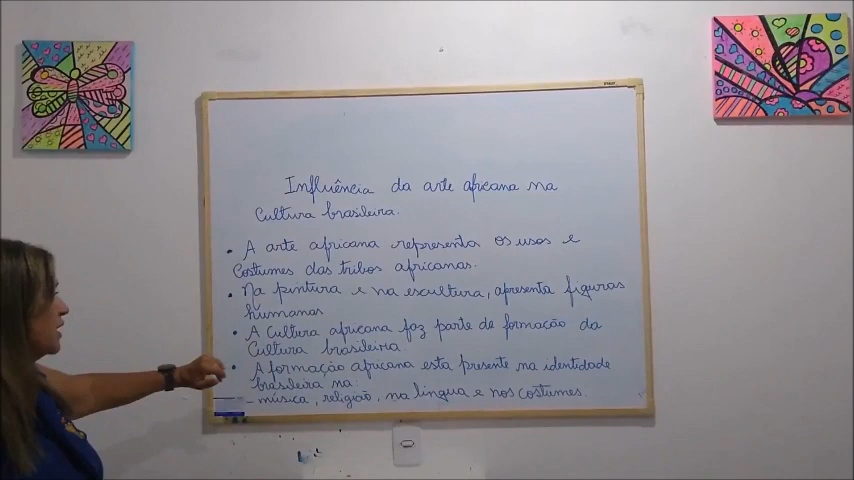 Influência da arte africana na
Cultura brasileira.
• A arte africana representa os usos e
Costumes das tribos africanas.
• Na pintura e na escultura, apresenta figuras
humanas
• A Cultura africana faz parte de formação da
Cultura brasileira
• A formação africana esta presente na identidade
brasileira na:
– música, religião, na lingua e nos costumes.